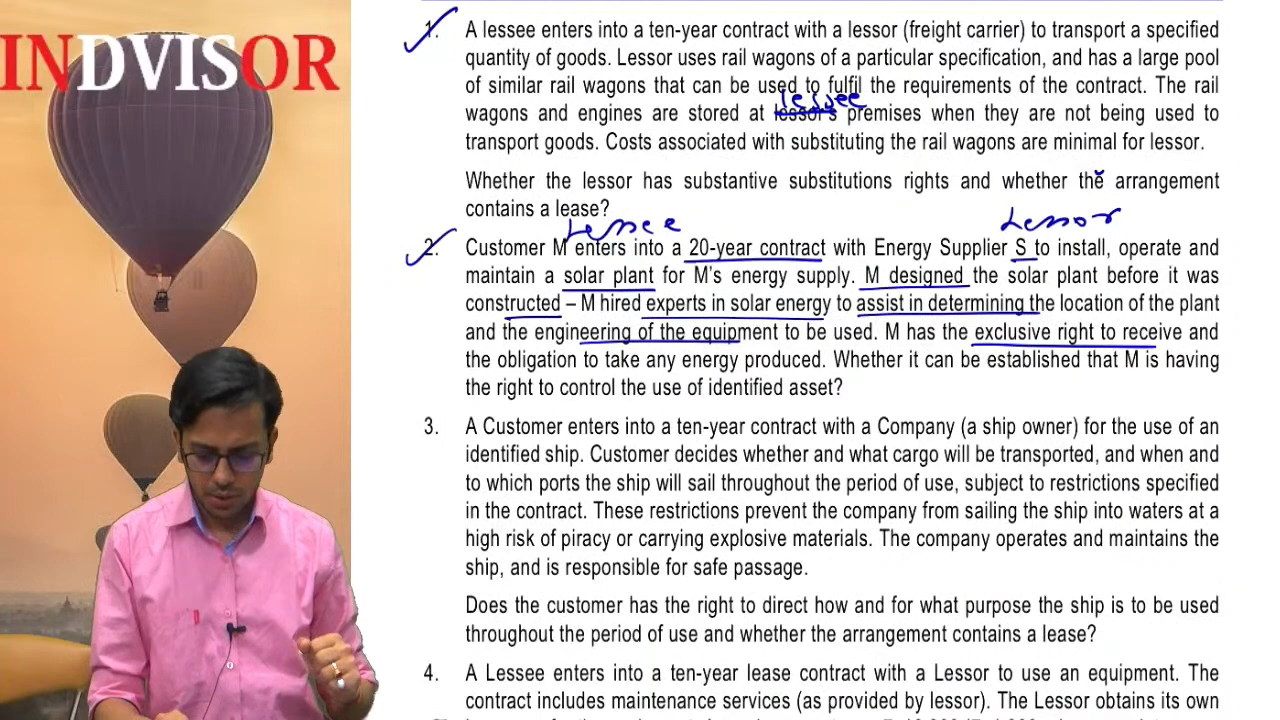 INDVISOR
1. A lessee enters into a ten-year contract with a lessor (freight carrier) to transport a specified
quantity of goods. Lessor uses rail wagons of a particular specification, and has a large pool
of similar rail wagons that can be used to fulfil the requirements of the contract. The rail
lessee
wagons and engines are stored at lessor's premises when they are not being used to
transport goods. Costs associated with substituting the rail wagons are minimal for lessor.
Whether the lessor has substantive substitutions rights and whether the arrangement
contains a lease?
Lessee Lessor
2. Customer M enters into a 20-year contract with Energy Supplier S to install, operate and
maintain a solar plant for M's energy supply. M designed the solar plant before it was
constructed – M hired experts in solar energy to assist in determining the location of the plant
and the engineering of the equipment to be used. M has the exclusive right to receive and
the obligation to take any energy produced. Whether it can be established that M is having
the right to control the use of identified asset?
3. A Customer enters into a ten-year contract with a Company (a ship owner) for the use of an
identified ship. Customer decides whether and what cargo will be transported, and when and
to which ports the ship will sail throughout the period of use, subject to restrictions specified
in the contract. These restrictions prevent the company from sailing the ship into waters at a
high risk of piracy or carrying explosive materials. The company operates and maintains the
ship, and is responsible for safe passage.
Does the customer has the right to direct how and for what purpose the ship is to be used
throughout the period of use and whether the arrangement contains a lease?
4. A Lessee enters into a ten-year lease contract with a Lessor to use an equipment. The
contract includes maintenance services (as provided by lessor). The Lessor obtains its own